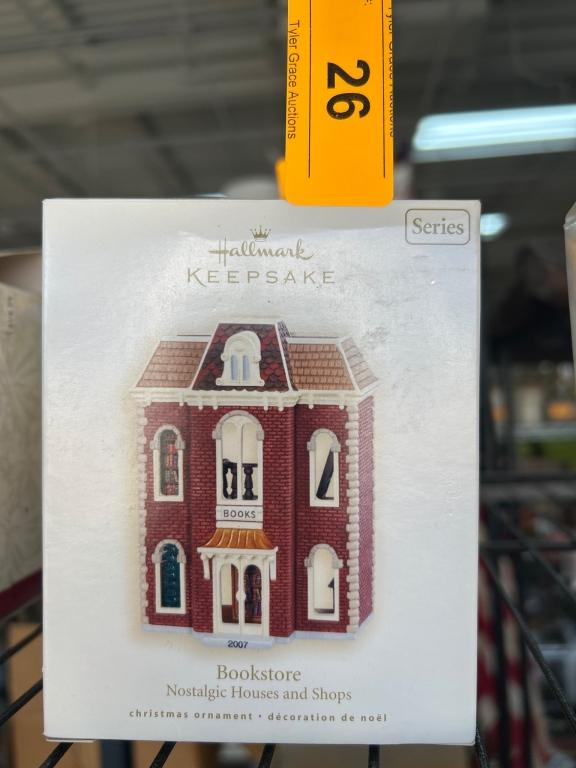 26
Tyler Grace Auctions
Series
Hallmark
KEEPSAKE
BOOKS
2007
Bookstore
Nostalgic Houses and Shops
christmas ornament • décoration de noël